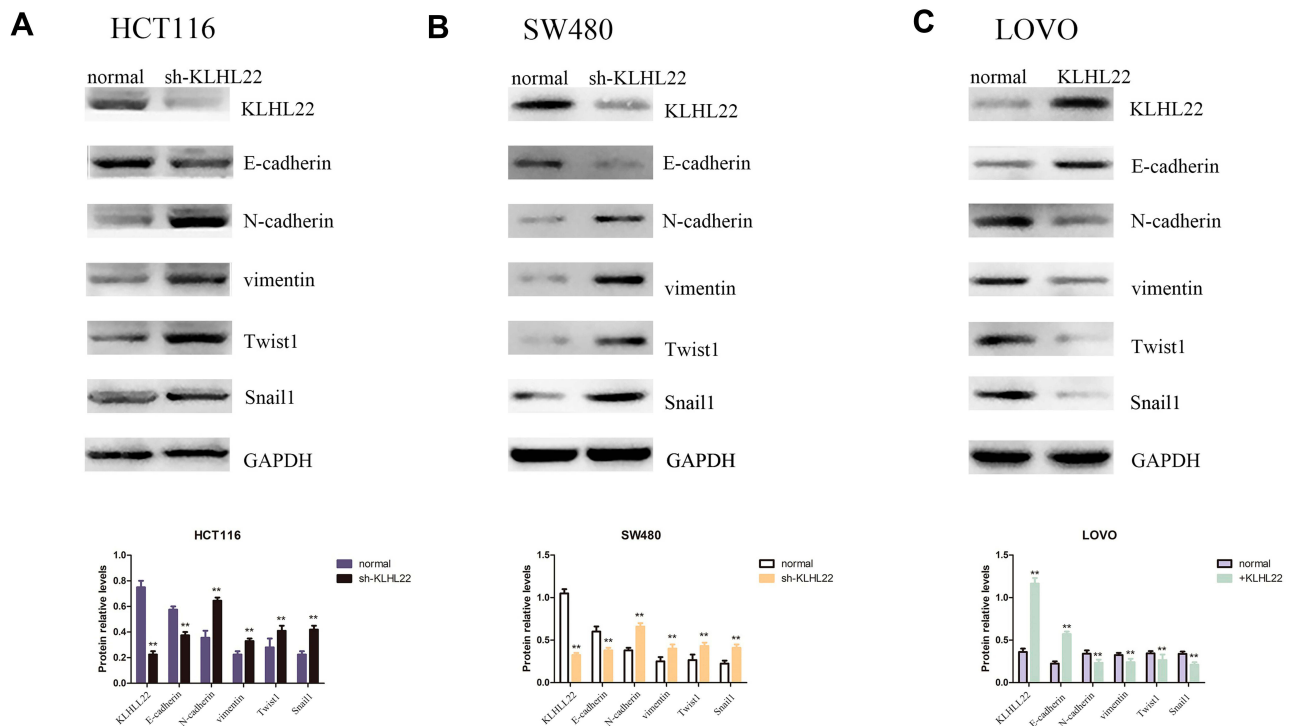 A
HCT116
normal sh-KLHL22
KLHL22
E-cadherin
N-cadherin
vimentin
Twist1
Snail1
GAPDH
HCT116
Protein relative levels
1.0
0.8
0.6
0.4
0.2
0.0
** ** ** ** ** **
KLHLL22 E-cadherin N-cadherin vimentin Twist1 Snail1
normal
sh-KLHL22
B
SW480
normal sh-KLHL22
KLHL22
E-cadherin
N-cadherin
vimentin
Twist1
Snail1
GAPDH
SW480
Protein relative levels
1.5
1.0
0.5
0.0
** ** ** ** ** **
KLHLL22 E-cadherin N-cadherin vimentin Twist1 Snail1
normal
sh-KLHL22
C
LOVO
normal KLHL22
KLHL22
E-cadherin
N-cadherin
vimentin
Twist1
Snail1
GAPDH
LOVO
Protein relative levels
1.5
1.0
0.5
0.0
** ** ** ** ** **
KLHL22 E-cadherin N-cadherin vimentin Twist1 Snail1
normal
+KLHL22